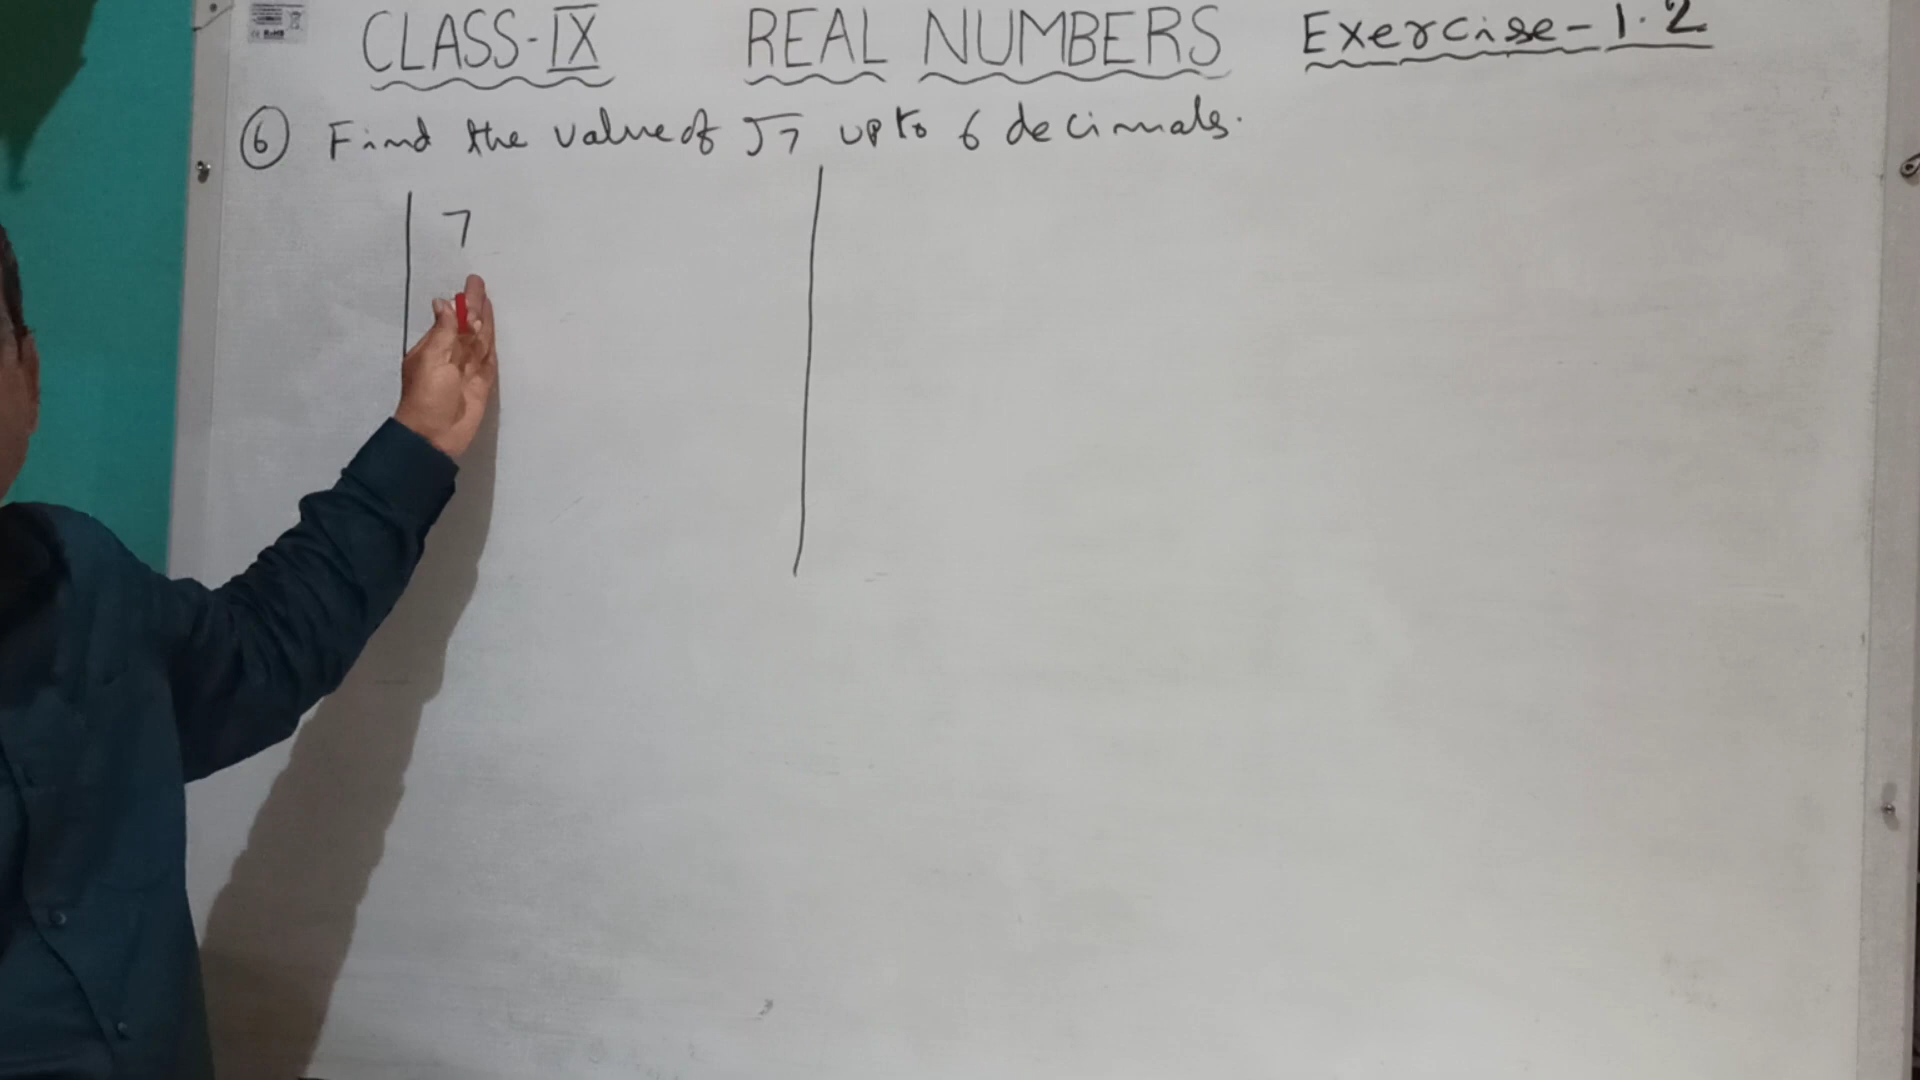 CLASS-IX REAL NUMBERS Exercise-1.2
6 Find the value of √7 upto 6 decimals.
7